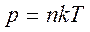 p = nkT